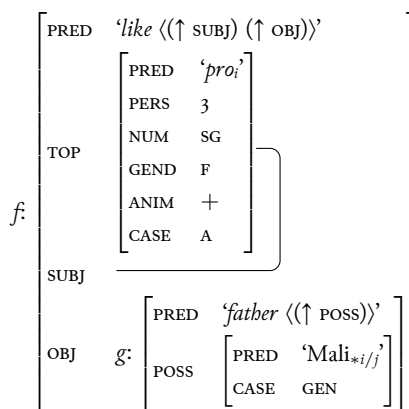 PRED ‘like ⟨(↑ SUBJ) (↑ OBJ)⟩’
PRED ‘proᵢ’
PERS 3
NUM SG
TOP
GEND F
f:
ANIM +
CASE A
SUBJ
PRED ‘father ⟨(↑ POSS)⟩’
OBJ g:
PRED ‘Mali∗i/j’
POSS
CASE GEN